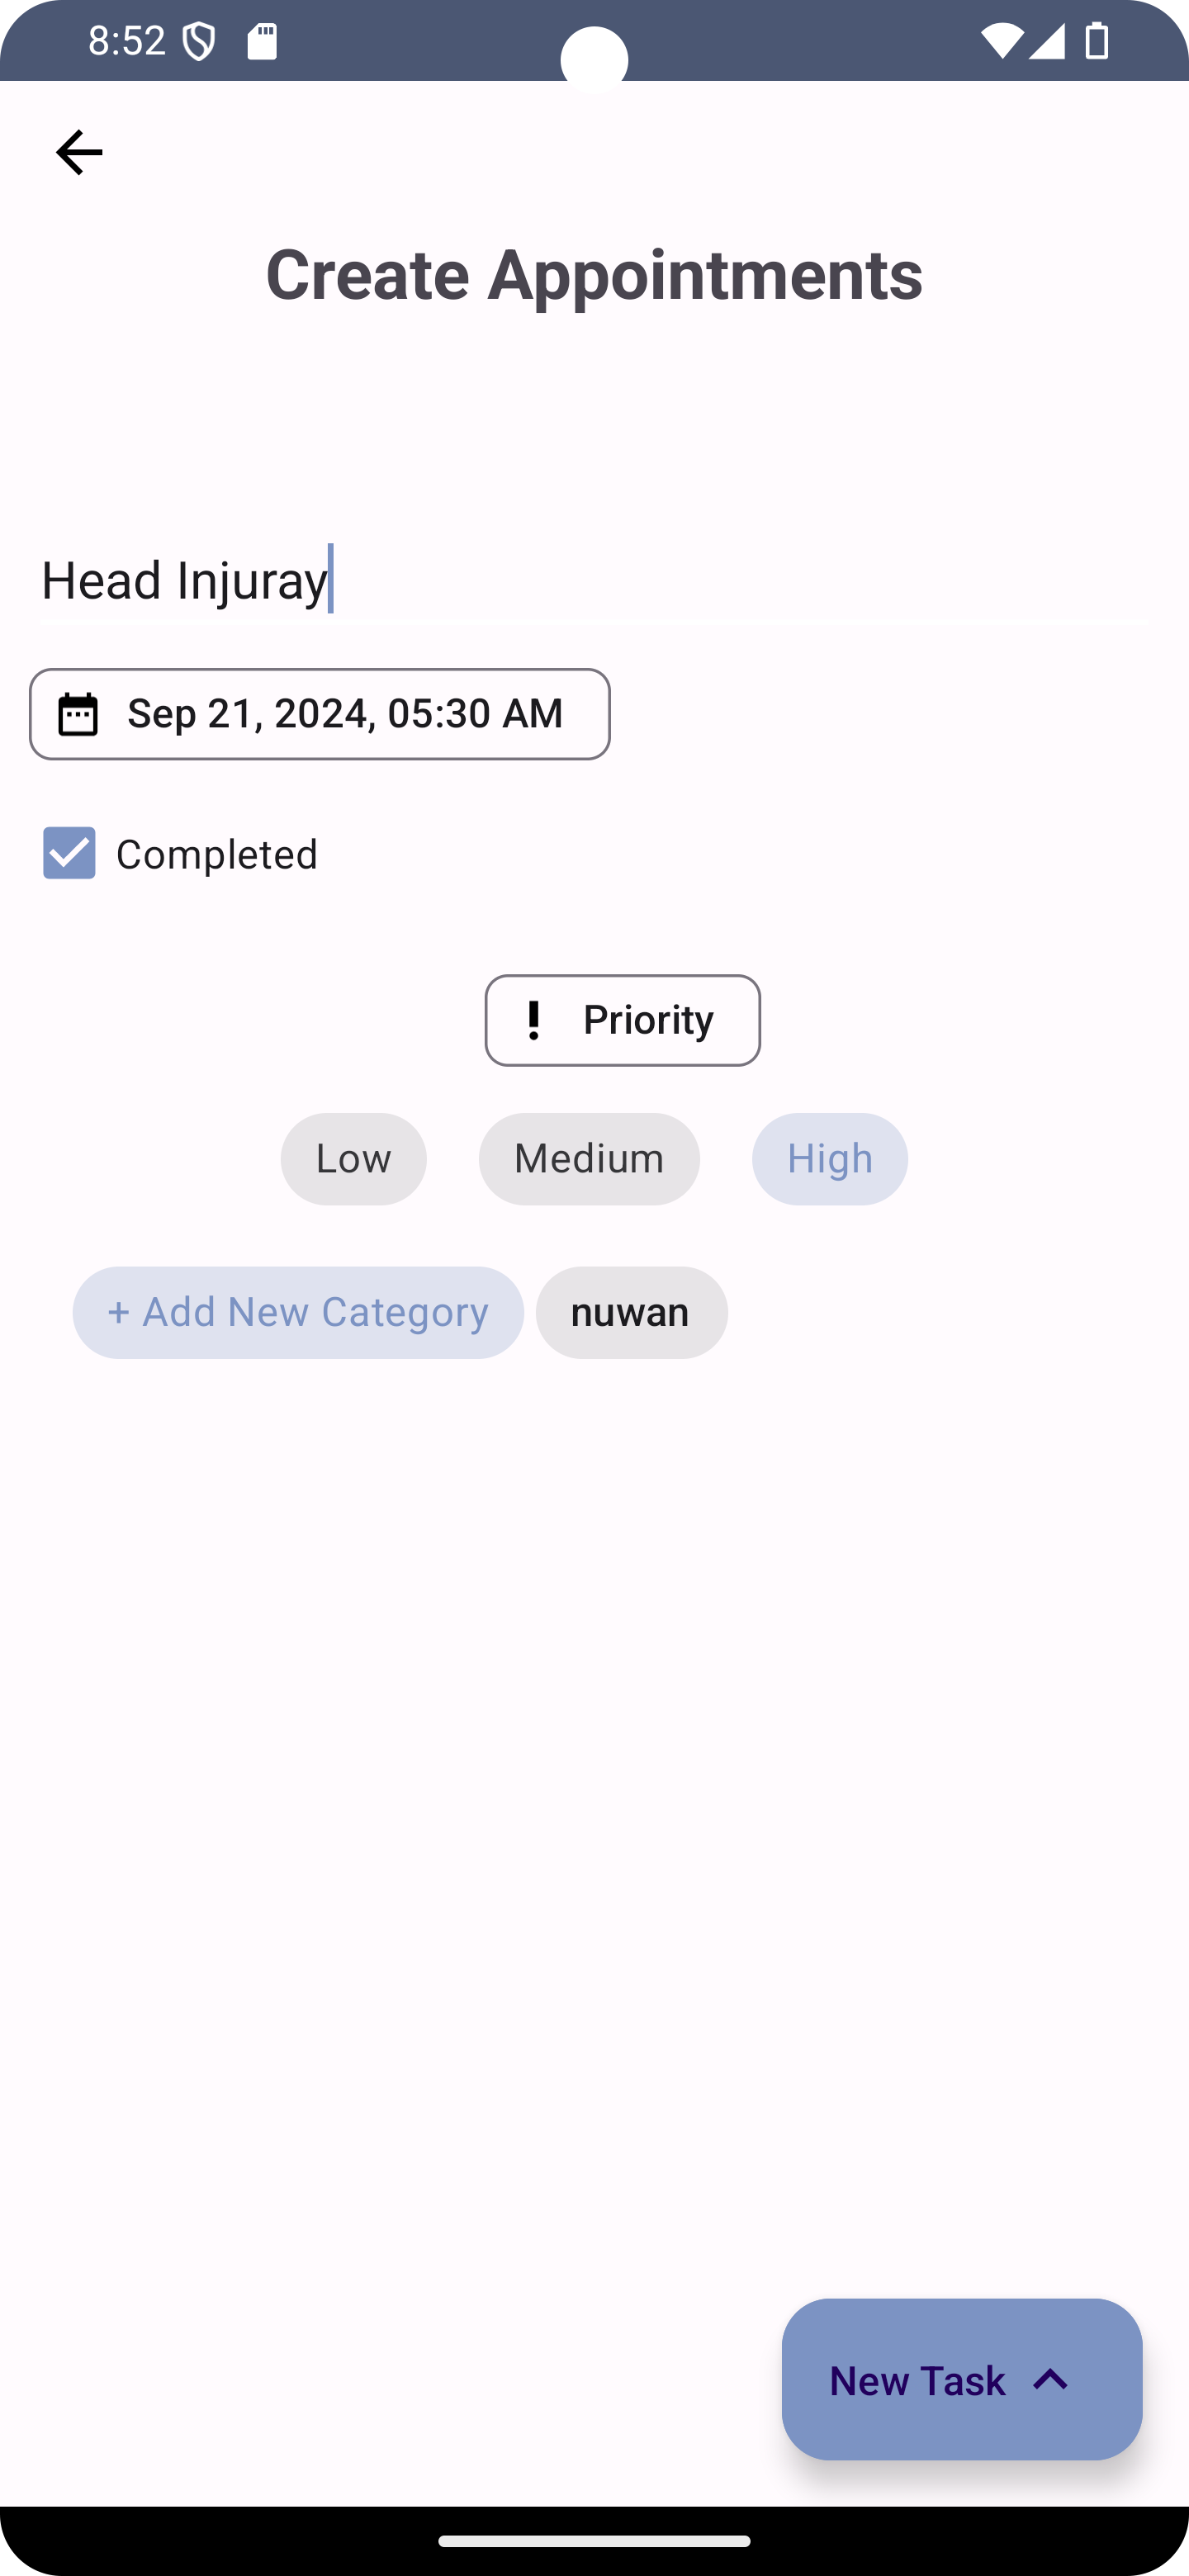 8:52
Create Appointments
Head Injuray
Sep 21, 2024, 05:30 AM
Completed
Priority
Low Medium High
+ Add New Category nuwan
New Task